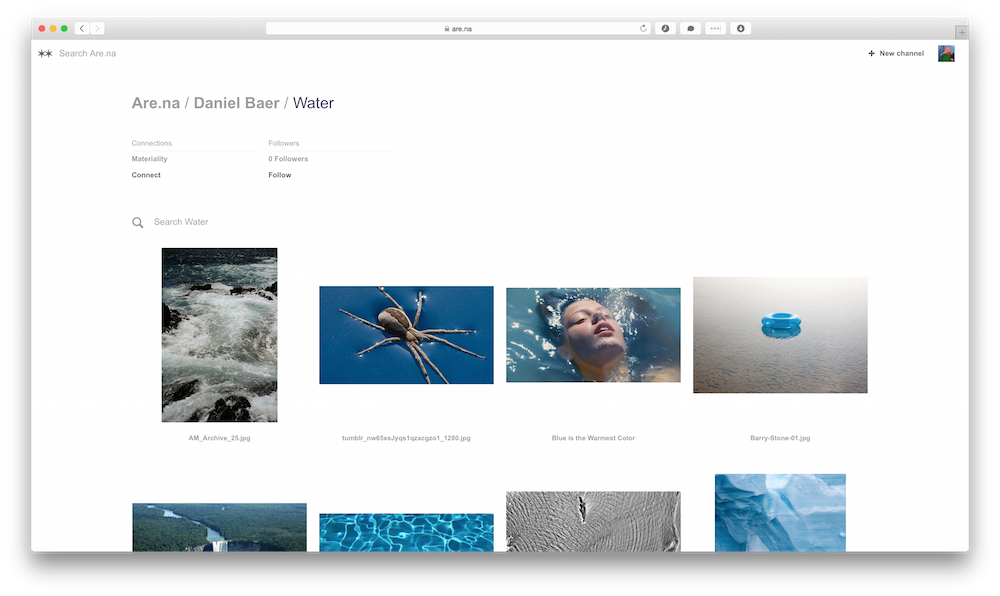 are.na
Search Are.na
New channel
Are.na / Daniel Baer / Water
Connections
Followers
Materiality
0 Followers
Connect
Follow
Search Water
AM_Archive_25.jpg
tumblr_nw65xeJyqs1qzacgzo1_1280.jpg
Blue is the Warmest Color
Barry-Stone-01.jpg